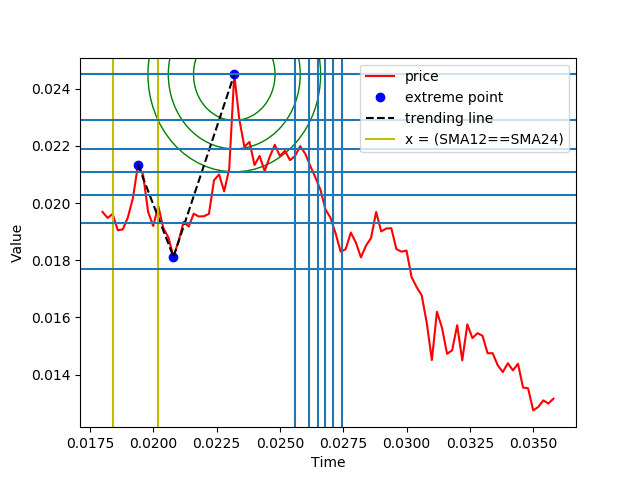 price
extreme point
trending line
x = (SMA12==SMA24)
0.024
0.022
0.020
0.018
0.016
0.014
Value
0.0175 0.0200 0.0225 0.0250 0.0275 0.0300 0.0325 0.0350
Time